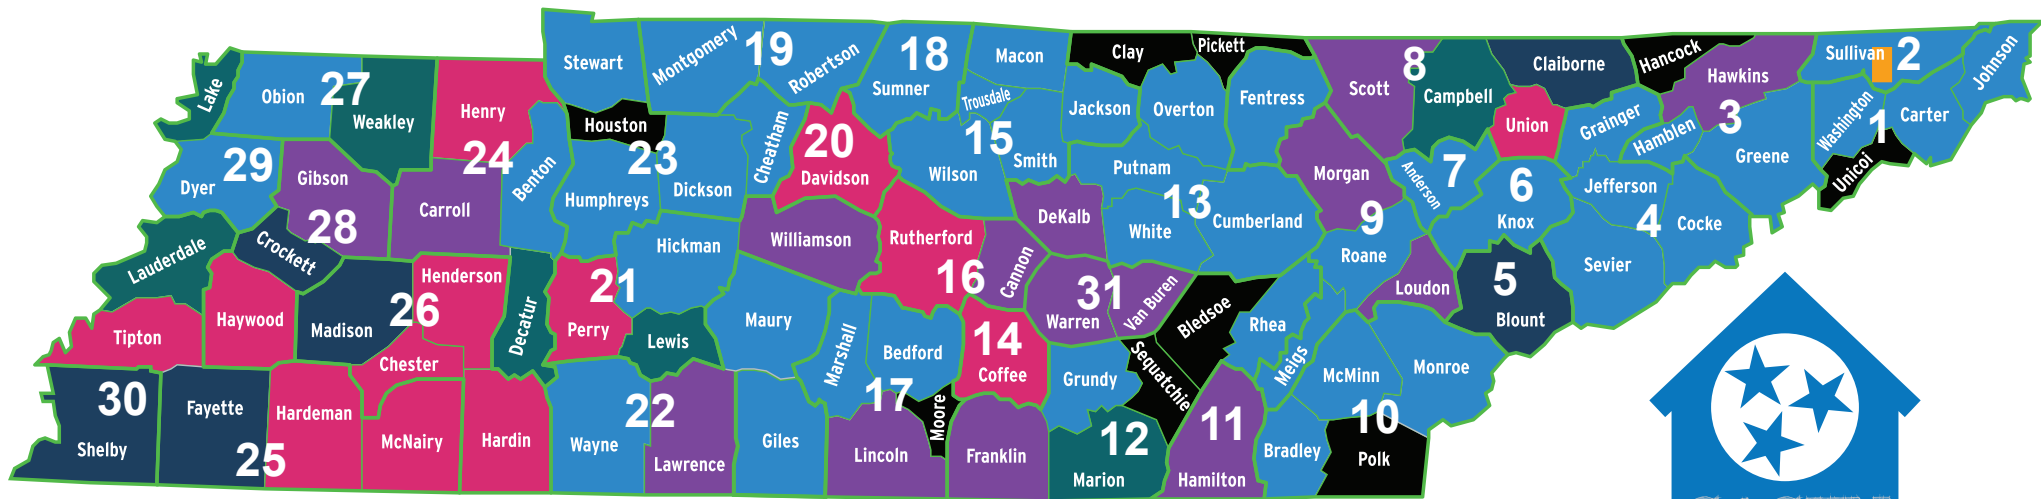 Lake
Obion
27
Weakley
Henry
24
Stewart
Montgomery
19
Robertson
18
Sumner
Macon
Trousdale
Clay
Pickett
Jackson
Overton
Fentress
Scott
8
Campbell
Claiborne
Hancock
Hawkins
3
Sullivan
2
Johnson
Washington
1
Carter
Unicoi
Greene
Hamblen
Grainger
Union
Houston
23
Humphreys
Dickson
Cheatham
20
Davidson
15
Wilson
Smith
Putnam
13
White
Cumberland
Morgan
9
Roane
Anderson
7
6
Knox
Jefferson
4
Cocke
Sevier
5
Blount
Loudon
Dyer
29
Gibson
28
Carroll
Benton
Crockett
Lauderdale
Tipton
Haywood
Madison
26
Henderson
Chester
Decatur
21
Perry
Hickman
Lewis
Williamson
Rutherford
16
Cannon
DeKalb
31
Warren
Van Buren
Bledsoe
Rhea
Meigs
McMinn
Monroe
Maury
Marshall
Bedford
17
Moore
14
Coffee
Grundy
Sequatchie
30
Shelby
Fayette
25
Hardeman
McNairy
Hardin
Wayne
22
Lawrence
Giles
Lincoln
Franklin
12
Marion
11
Hamilton
Bradley
10
Polk